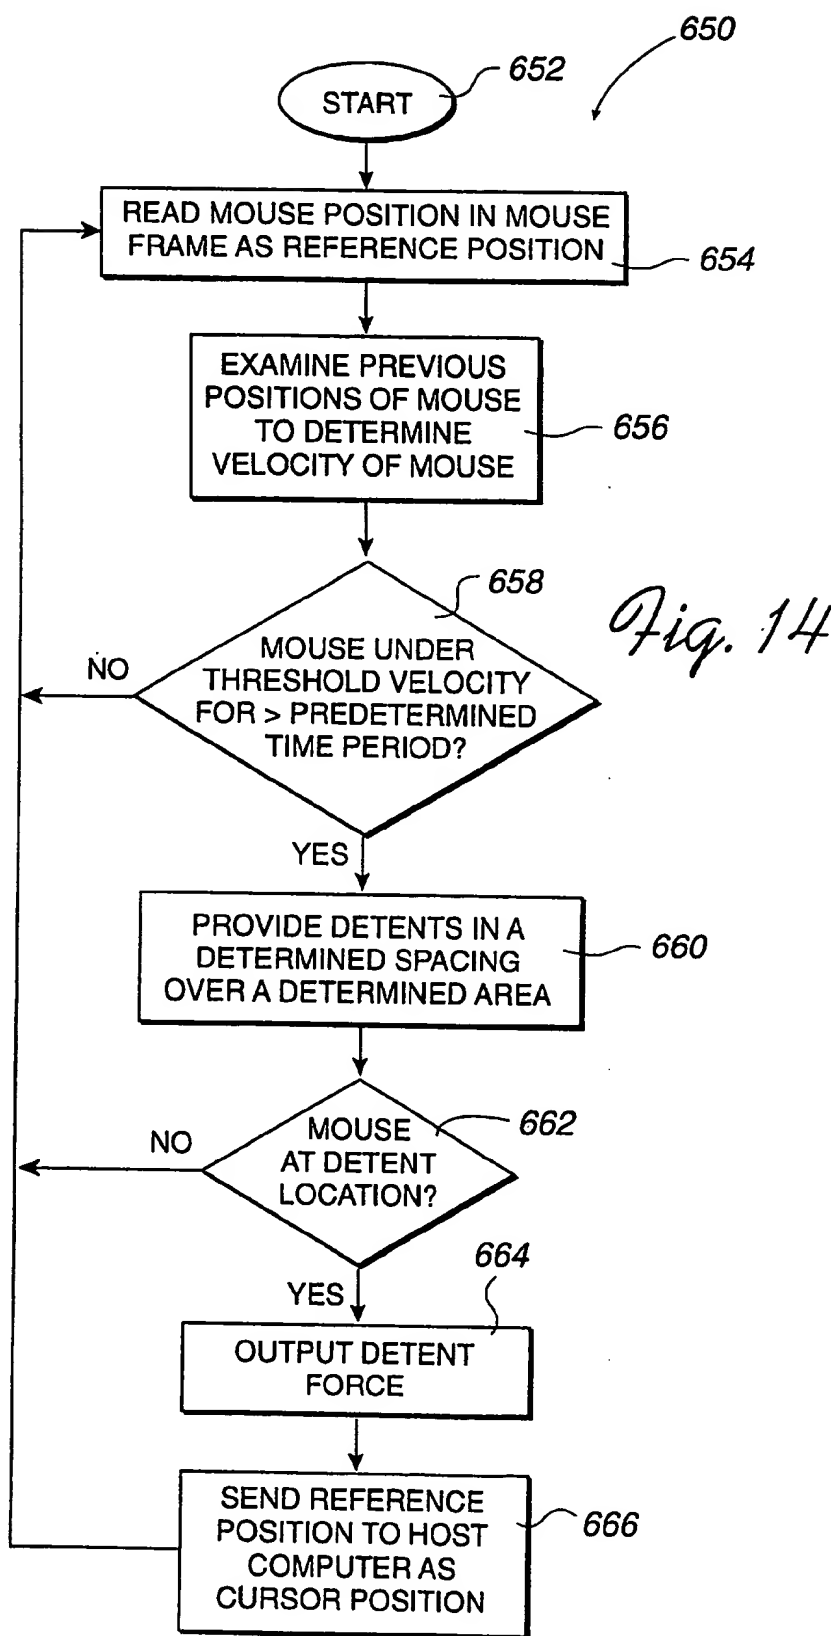 650
652
START
READ MOUSE POSITION IN MOUSE
FRAME AS REFERENCE POSITION
654
EXAMINE PREVIOUS
POSITIONS OF MOUSE
TO DETERMINE
VELOCITY OF MOUSE
656
658
Fig. 14
NO
MOUSE UNDER
THRESHOLD VELOCITY
FOR > PREDETERMINED
TIME PERIOD?
YES
PROVIDE DETENTS IN A
DETERMINED SPACING
OVER A DETERMINED AREA
660
662
NO
MOUSE
AT DETENT
LOCATION?
664
YES
OUTPUT DETENT
FORCE
SEND REFERENCE
POSITION TO HOST
COMPUTER AS
CURSOR POSITION
666